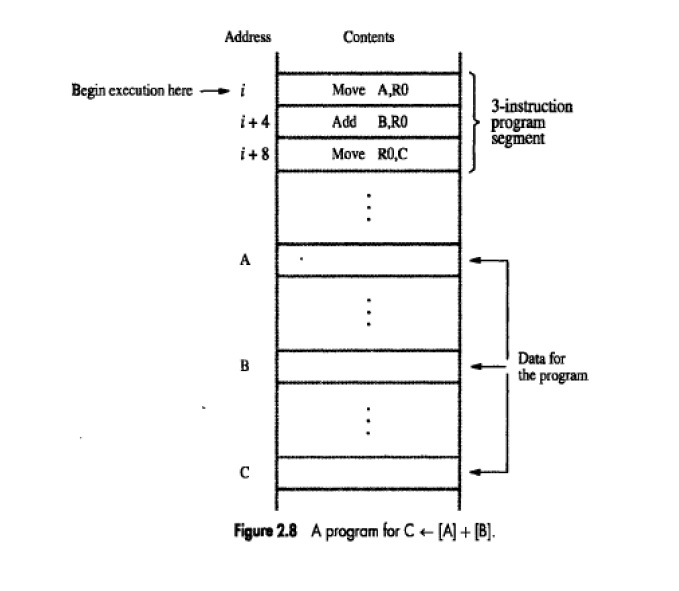 Address Contents
Begin execution here i Move A,R0
i + 4 Add B,R0
i + 8 Move R0,C
3-instruction
program
segment
A
B
Data for
the program
C
Figure 2.8 A program for C ← [A] + [B].